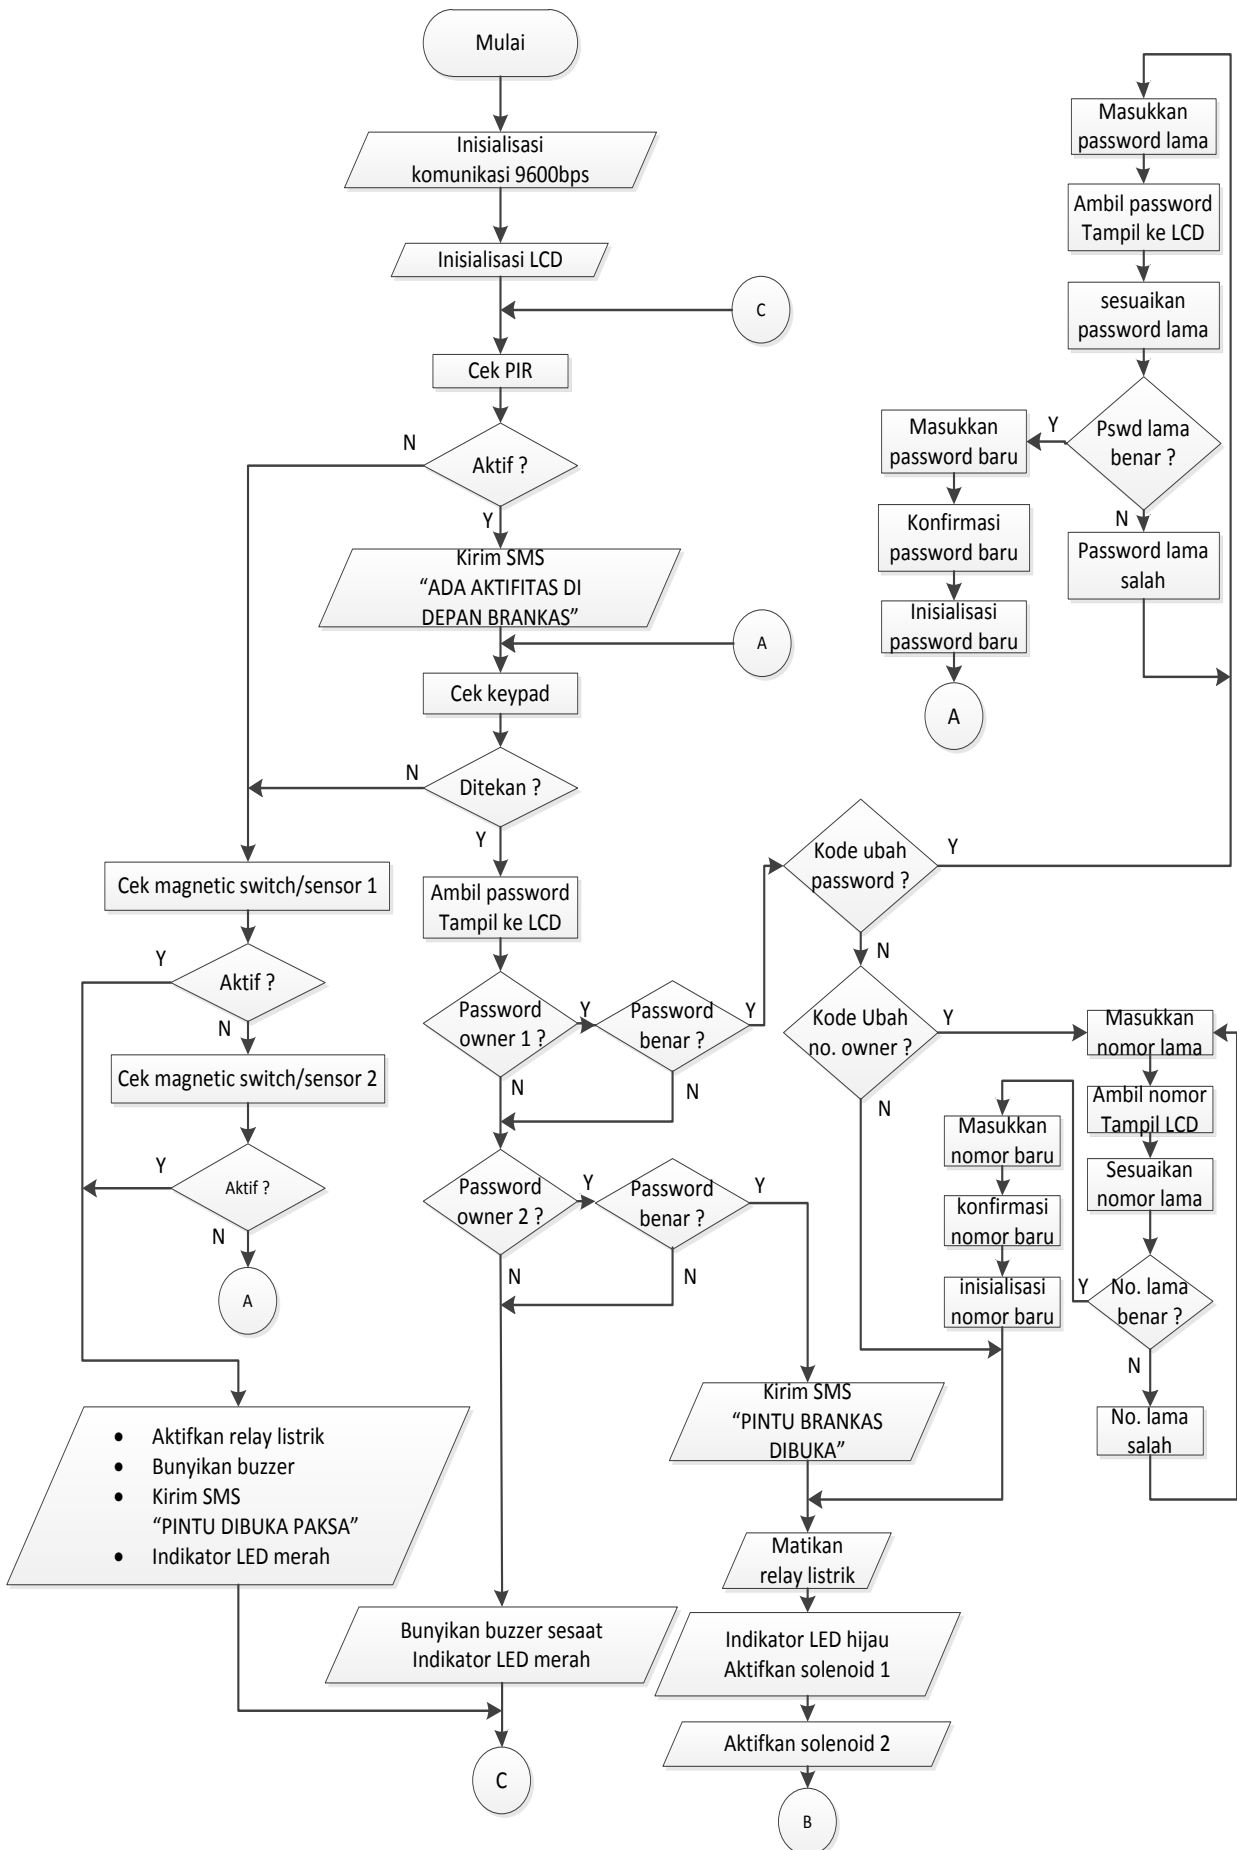 Mulai
Inisialisasi
komunikasi 9600bps
Inisialisasi LCD
C
Cek PIR
N
Aktif ?
Y
Kirim SMS
“ADA AKTIFITAS DI
DEPAN BRANKAS”
A
Cek keypad
N
Ditekan ?
Y
Ambil password
Tampil ke LCD
Password
owner 1 ?
Y
Password
benar ?
Y
N
N
Password
owner 2 ?
Y
Password
benar ?
Y
N
N
Cek magnetic switch/sensor 1
Y
Aktif ?
N
Cek magnetic switch/sensor 2
Y
Aktif ?
N
A
• Aktifkan relay listrik
• Bunyikan buzzer
• Kirim SMS
“PINTU DIBUKA PAKSA”
• Indikator LED merah
Bunyikan buzzer sesaat
Indikator LED merah
C
Masukkan
password lama
Ambil password
Tampil ke LCD
sesuaikan
password lama
Pswd lama
benar ?
Y
N
Masukkan
password baru
Konfirmasi
password baru
Inisialisasi
password baru
A
Password lama
salah
Kode ubah
password ?
Y
N
Kode Ubah
no. owner ?
Y
N
Masukkan
nomor lama
Ambil nomor
Tampil LCD
Sesuaikan
nomor lama
No. lama
benar ?
Y
N
No. lama
salah
Masukkan
nomor baru
konfirmasi
nomor baru
inisialisasi
nomor baru
Kirim SMS
“PINTU BRANKAS
DIBUKA”
Matikan
relay listrik
Indikator LED hijau
Aktifkan solenoid 1
Aktifkan solenoid 2
B